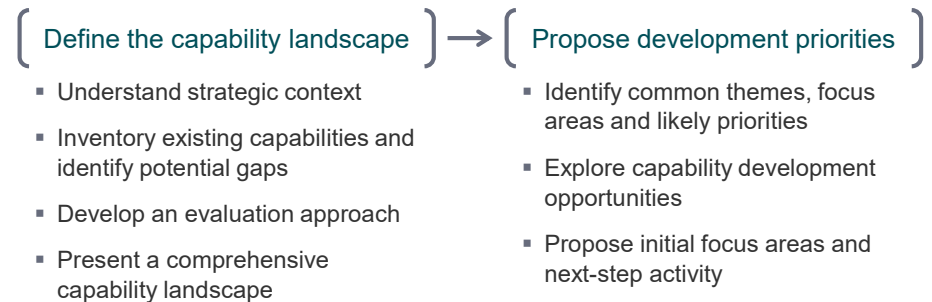 Define the capability landscape
▪ Understand strategic context
▪ Inventory existing capabilities and
identify potential gaps
▪ Develop an evaluation approach
▪ Present a comprehensive
capability landscape
Propose development priorities
▪ Identify common themes, focus
areas and likely priorities
▪ Explore capability development
opportunities
▪ Propose initial focus areas and
next-step activity